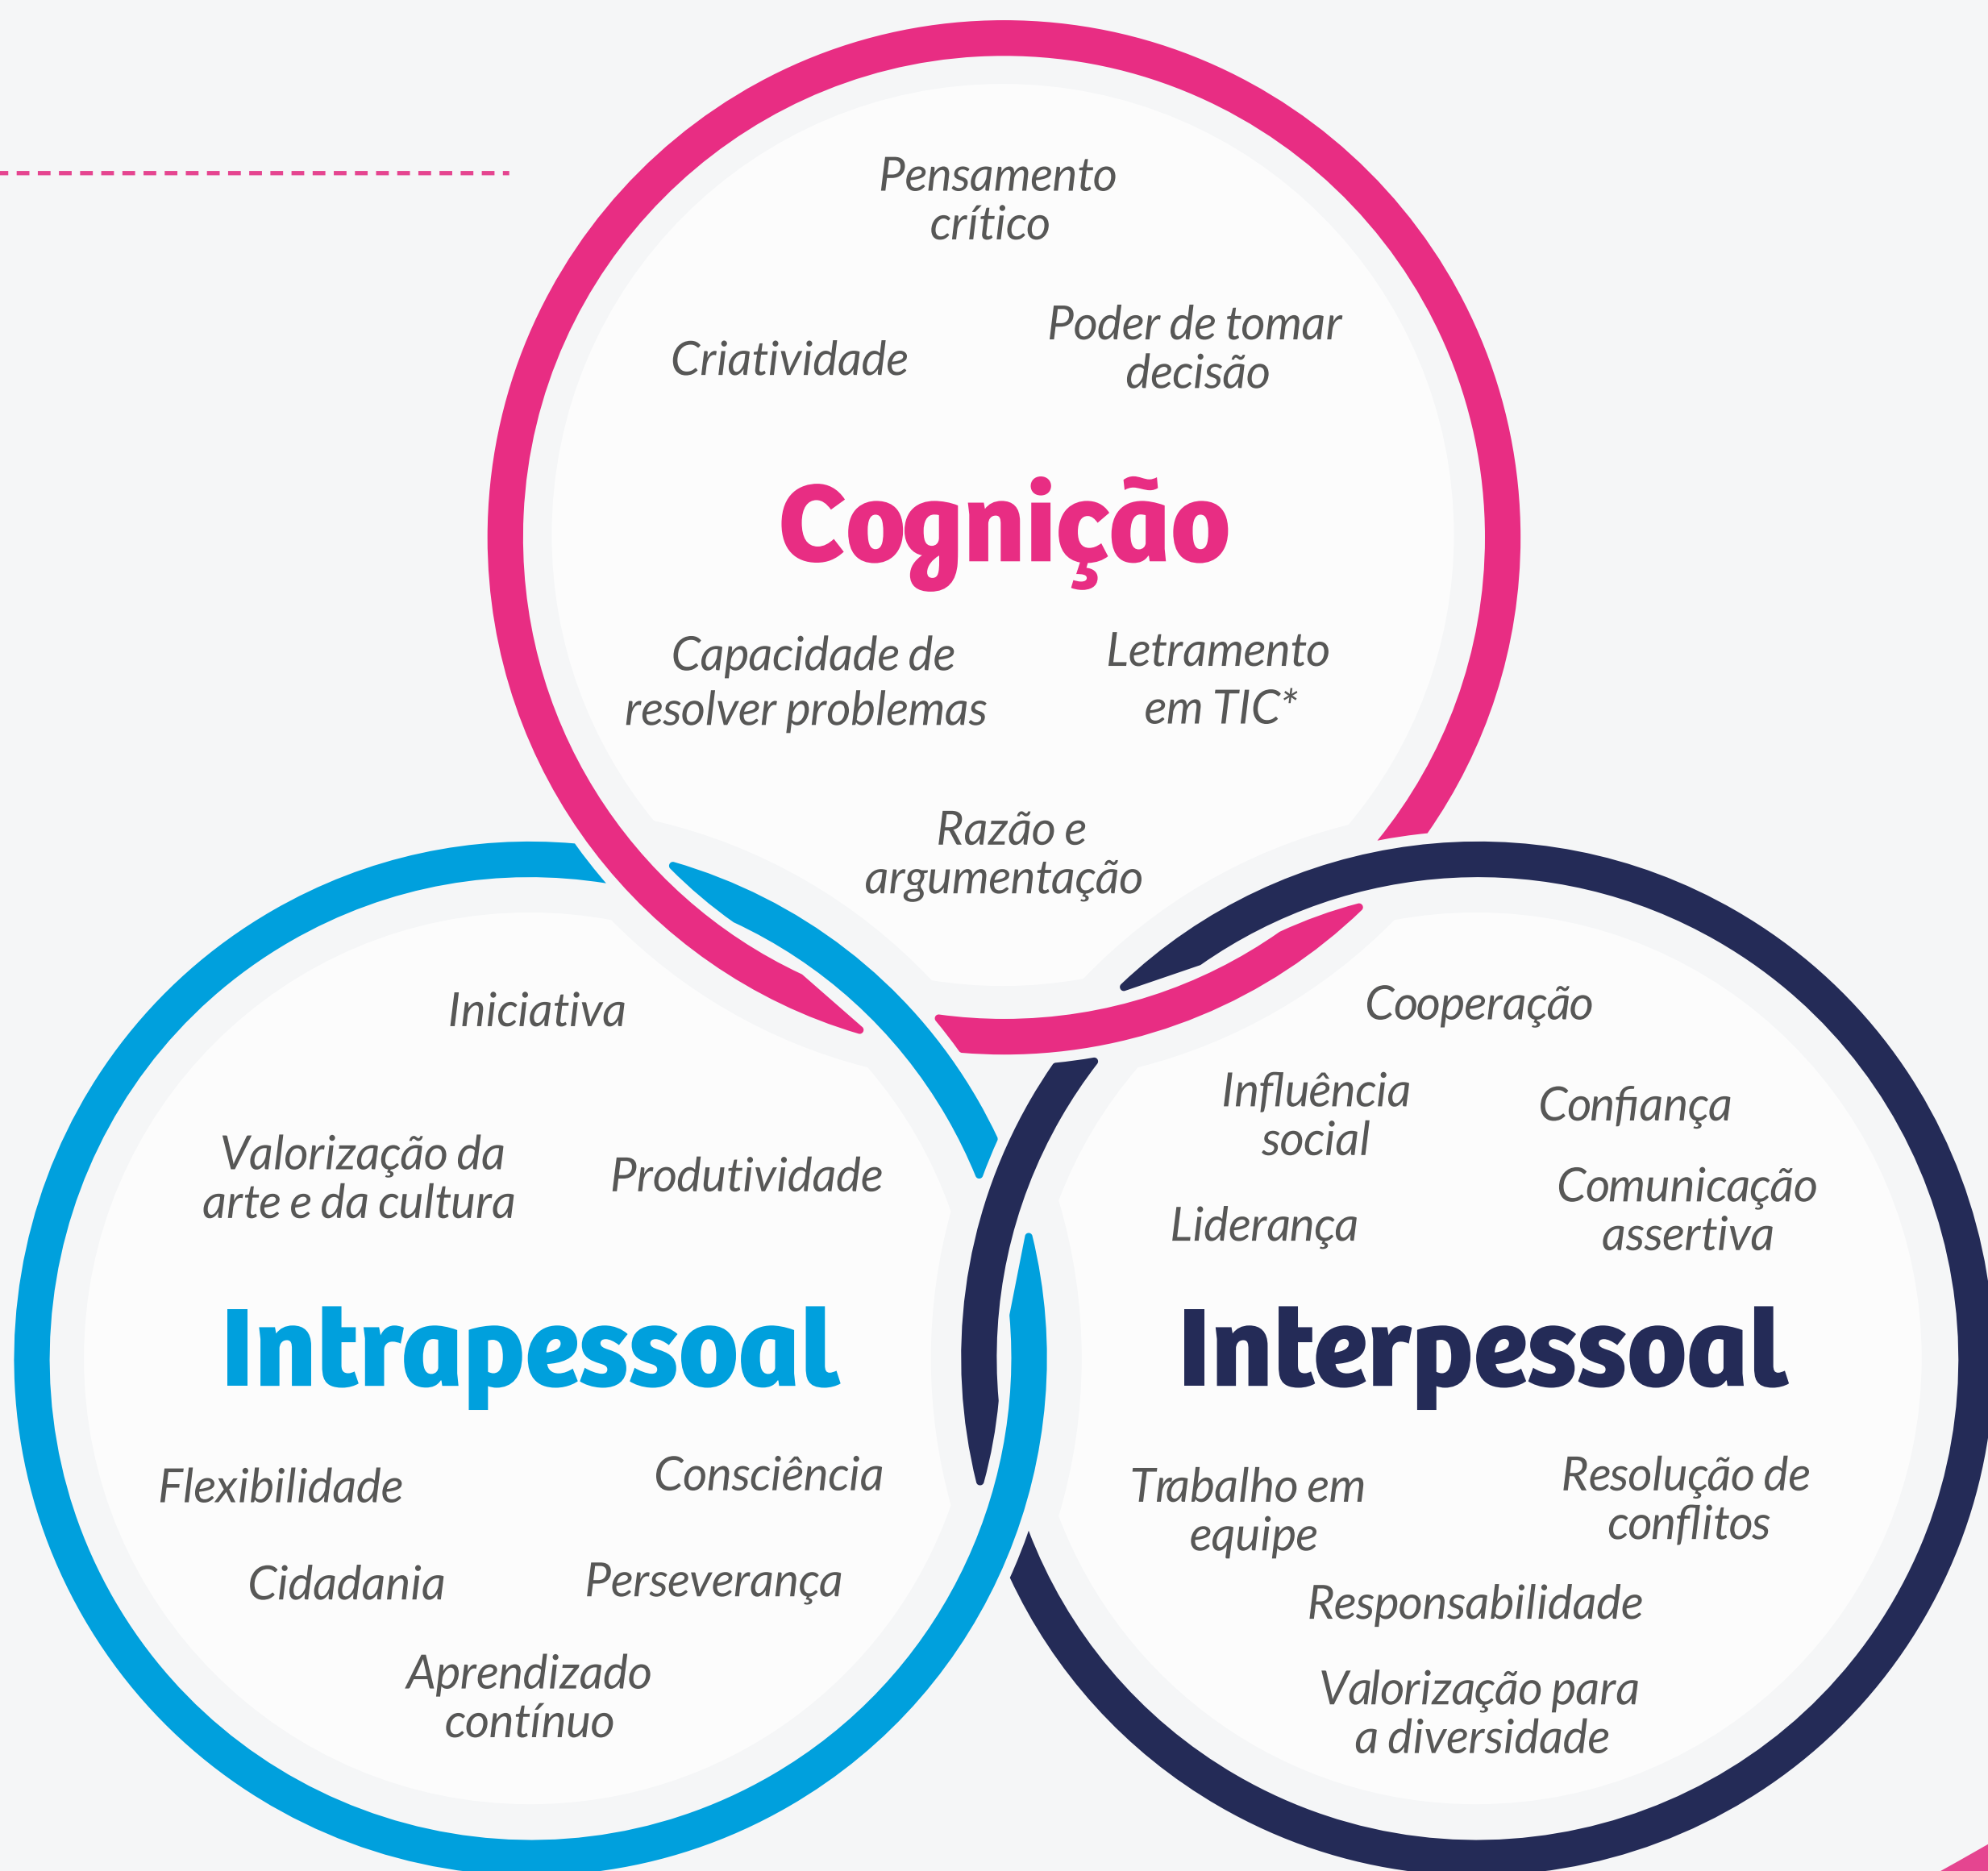 Pensamento
crítico
Criatividade
Poder de tomar
decisão
Cognição
Capacidade de
resolver problemas
Letramento
em TIC*
Razão e
argumentação
Iniciativa
Valorização da
arte e da cultura
Produtividade
Intrapessoal
Flexibilidade
Consciência
Cidadania
Perseverança
Aprendizado
contínuo
Cooperação
Influência
social
Confiança
Liderança
Comunicação
assertiva
Interpessoal
Trabalho em
equipe
Resolução de
conflitos
Responsabilidade
Valorização para
a diversidade